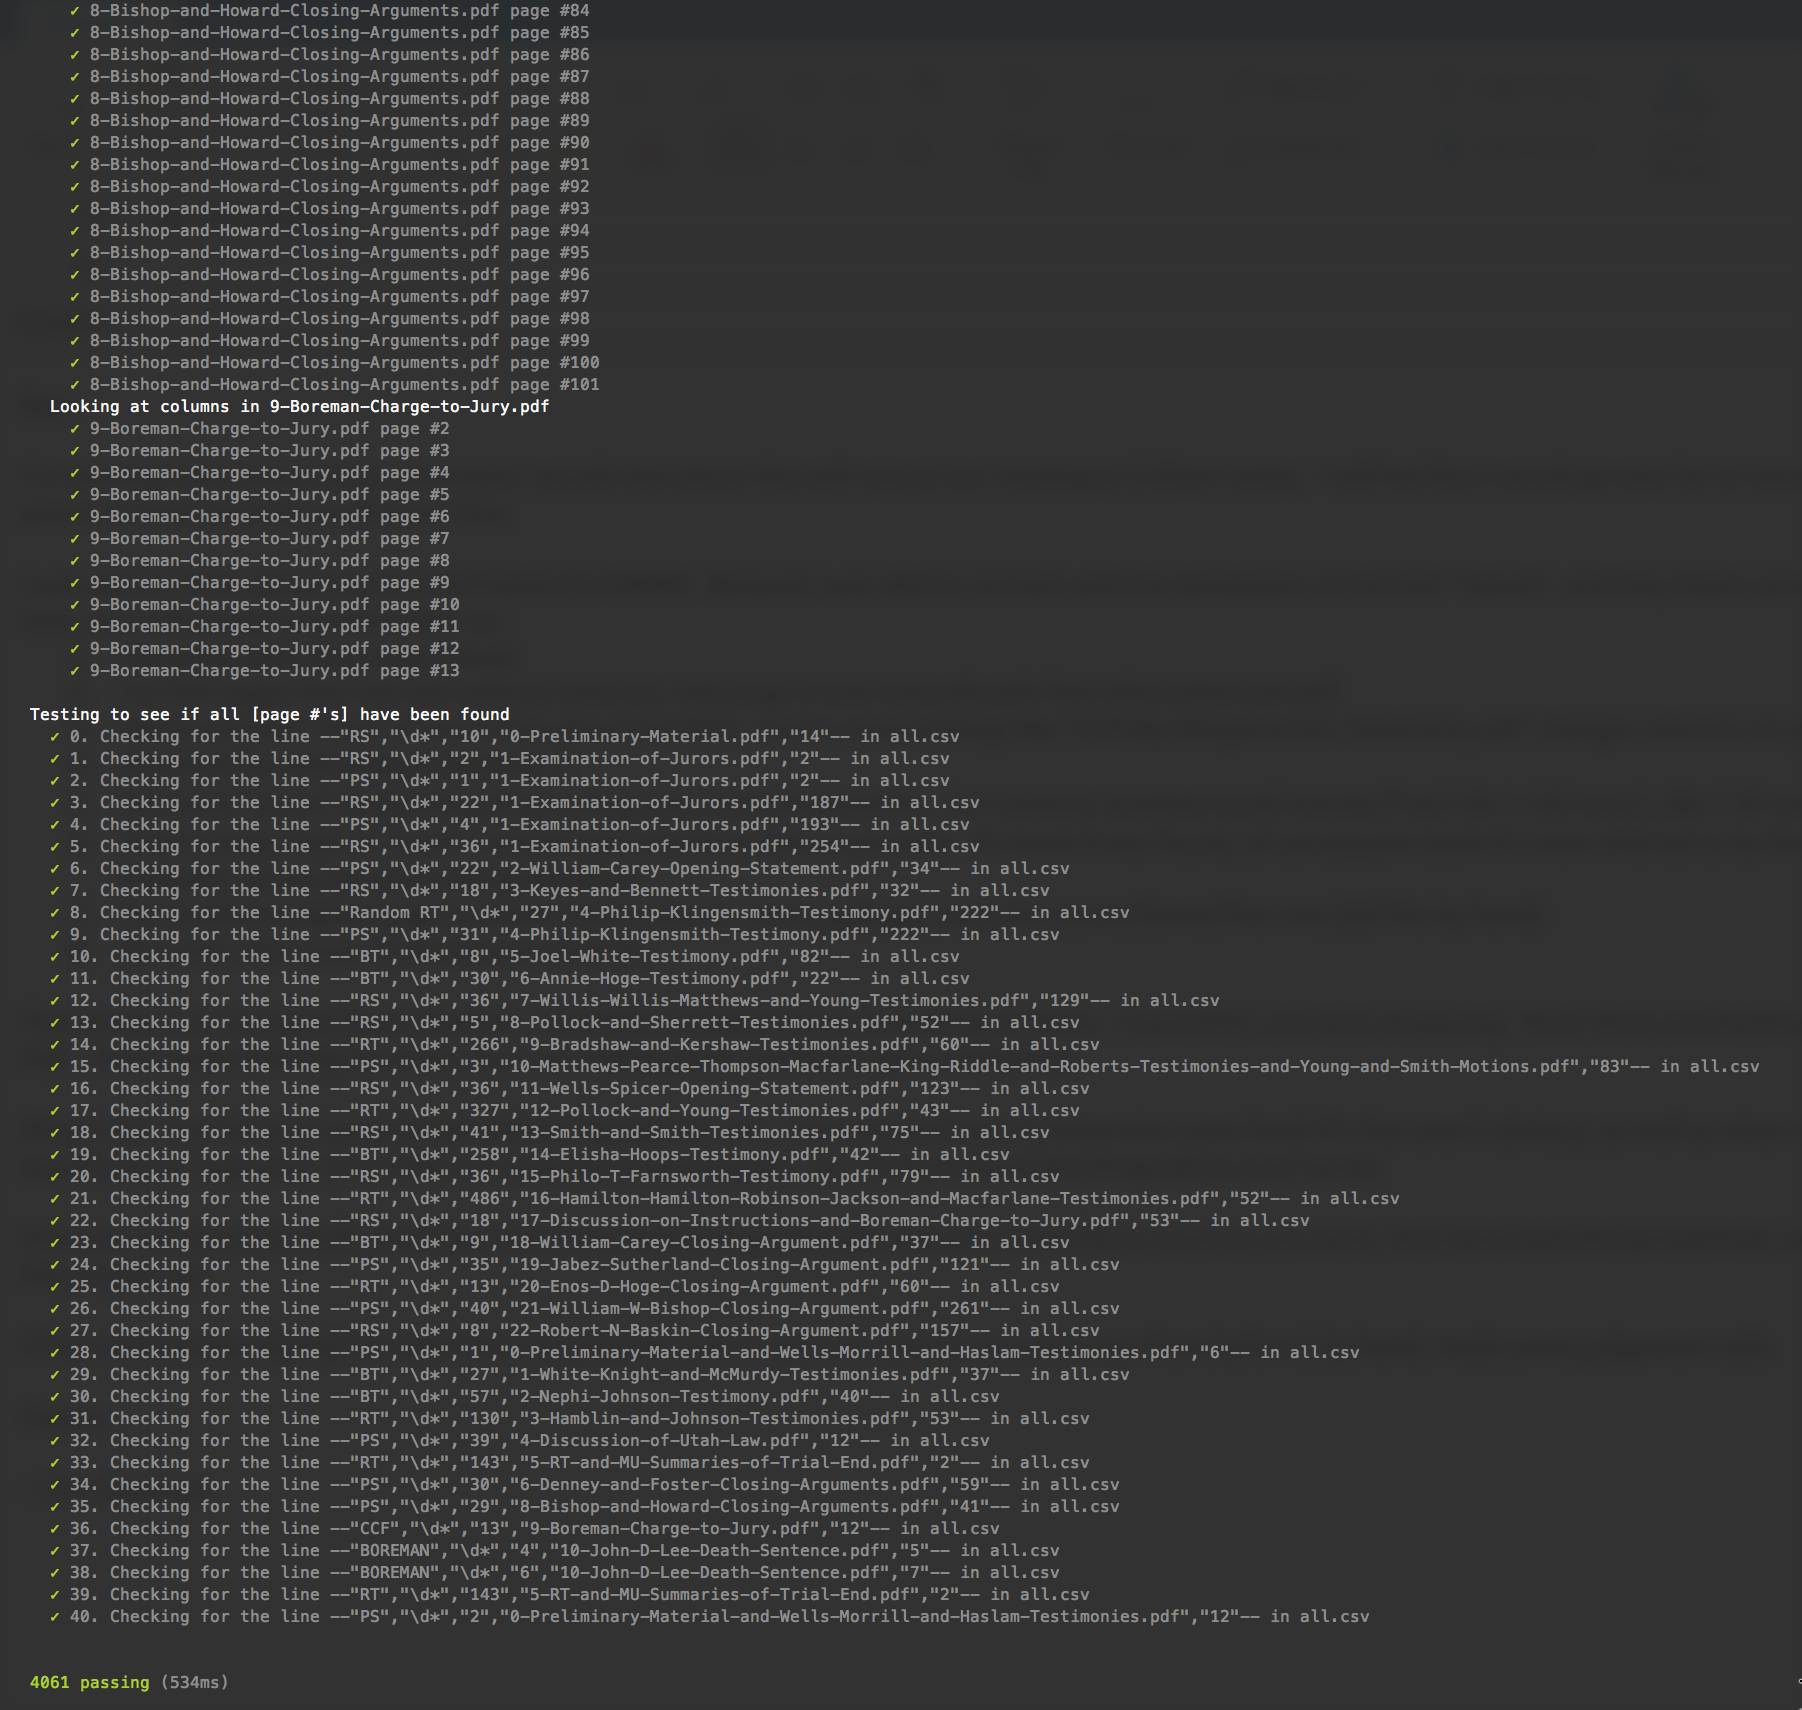 ✓ 8-Bishop-and-Howard-Closing-Arguments.pdf page #84
✓ 8-Bishop-and-Howard-Closing-Arguments.pdf page #85
✓ 8-Bishop-and-Howard-Closing-Arguments.pdf page #86
✓ 8-Bishop-and-Howard-Closing-Arguments.pdf page #87
✓ 8-Bishop-and-Howard-Closing-Arguments.pdf page #88
✓ 8-Bishop-and-Howard-Closing-Arguments.pdf page #89
✓ 8-Bishop-and-Howard-Closing-Arguments.pdf page #90
✓ 8-Bishop-and-Howard-Closing-Arguments.pdf page #91
✓ 8-Bishop-and-Howard-Closing-Arguments.pdf page #92
✓ 8-Bishop-and-Howard-Closing-Arguments.pdf page #93
✓ 8-Bishop-and-Howard-Closing-Arguments.pdf page #94
✓ 8-Bishop-and-Howard-Closing-Arguments.pdf page #95
✓ 8-Bishop-and-Howard-Closing-Arguments.pdf page #96
✓ 8-Bishop-and-Howard-Closing-Arguments.pdf page #97
✓ 8-Bishop-and-Howard-Closing-Arguments.pdf page #98
✓ 8-Bishop-and-Howard-Closing-Arguments.pdf page #99
✓ 8-Bishop-and-Howard-Closing-Arguments.pdf page #100
✓ 8-Bishop-and-Howard-Closing-Arguments.pdf page #101
Looking at columns in 9-Boreman-Charge-to-Jury.pdf
✓ 9-Boreman-Charge-to-Jury.pdf page #2
✓ 9-Boreman-Charge-to-Jury.pdf page #3
✓ 9-Boreman-Charge-to-Jury.pdf page #4
✓ 9-Boreman-Charge-to-Jury.pdf page #5
✓ 9-Boreman-Charge-to-Jury.pdf page #6
✓ 9-Boreman-Charge-to-Jury.pdf page #7
✓ 9-Boreman-Charge-to-Jury.pdf page #8
✓ 9-Boreman-Charge-to-Jury.pdf page #9
✓ 9-Boreman-Charge-to-Jury.pdf page #10
✓ 9-Boreman-Charge-to-Jury.pdf page #11
✓ 9-Boreman-Charge-to-Jury.pdf page #12
✓ 9-Boreman-Charge-to-Jury.pdf page #13
Testing to see if all [page #'s] have been found
✓ 0. Checking for the line --"RS","\d*","10","0-Preliminary-Material.pdf","14"-- in all.csv
✓ 1. Checking for the line --"RS","\d*","2","1-Examination-of-Jurors.pdf","2"-- in all.csv
✓ 2. Checking for the line --"PS","\d*","1","1-Examination-of-Jurors.pdf","2"-- in all.csv
✓ 3. Checking for the line --"RS","\d*","22","1-Examination-of-Jurors.pdf","187"-- in all.csv
✓ 4. Checking for the line --"PS","\d*","4","1-Examination-of-Jurors.pdf","193"-- in all.csv
✓ 5. Checking for the line --"RS","\d*","36","1-Examination-of-Jurors.pdf","254"-- in all.csv
✓ 6. Checking for the line --"PS","\d*","22","2-William-Carey-Opening-Statement.pdf","34"-- in all.csv
✓ 7. Checking for the line --"RS","\d*","18","3-Keyes-and-Bennett-Testimonies.pdf","32"-- in all.csv
✓ 8. Checking for the line --"Random RT","\d*","27","4-Philip-Klingensmith-Testimony.pdf","222"-- in all.csv
✓ 9. Checking for the line --"PS","\d*","31","4-Philip-Klingensmith-Testimony.pdf","222"-- in all.csv
✓ 10. Checking for the line --"BT","\d*","8","5-Joel-White-Testimony.pdf","82"-- in all.csv
✓ 11. Checking for the line --"BT","\d*","30","6-Annie-Hoge-Testimony.pdf","22"-- in all.csv
✓ 12. Checking for the line --"RS","\d*","36","7-Willis-Willis-Matthews-and-Young-Testimonies.pdf","129"-- in all.csv
✓ 13. Checking for the line --"RS","\d*","5","8-Pollock-and-Sherrett-Testimonies.pdf","52"-- in all.csv
✓ 14. Checking for the line --"RT","\d*","266","9-Bradshaw-and-Kershaw-Testimonies.pdf","60"-- in all.csv
✓ 15. Checking for the line --"PS","\d*","3","10-Matthews-Pearce-Thompson-Macfarlane-King-Riddle-and-Roberts-Testimonies-and-Young-and-Smith-Motions.pdf","83"-- in all.csv
✓ 16. Checking for the line --"RS","\d*","36","11-Wells-Spicer-Opening-Statement.pdf","123"-- in all.csv
✓ 17. Checking for the line --"RT","\d*","327","12-Pollock-and-Young-Testimonies.pdf","43"-- in all.csv
✓ 18. Checking for the line --"RS","\d*","41","13-Smith-and-Smith-Testimonies.pdf","75"-- in all.csv
✓ 19. Checking for the line --"BT","\d*","258","14-Elisha-Hoops-Testimony.pdf","42"-- in all.csv
✓ 20. Checking for the line --"RS","\d*","36","15-Philo-T-Farnsworth-Testimony.pdf","79"-- in all.csv
✓ 21. Checking for the line --"RT","\d*","486","16-Hamilton-Hamilton-Robinson-Jackson-and-Macfarlane-Testimonies.pdf","52"-- in all.csv
✓ 22. Checking for the line --"RS","\d*","18","17-Discussion-on-Instructions-and-Boreman-Charge-to-Jury.pdf","53"-- in all.csv
✓ 23. Checking for the line --"BT","\d*","9","18-William-Carey-Closing-Argument.pdf","37"-- in all.csv
✓ 24. Checking for the line --"PS","\d*","35","19-Jabez-Sutherland-Closing-Argument.pdf","121"-- in all.csv
✓ 25. Checking for the line --"RT","\d*","13","20-Enos-D-Hoge-Closing-Argument.pdf","60"-- in all.csv
✓ 26. Checking for the line --"PS","\d*","40","21-William-W-Bishop-Closing-Argument.pdf","261"-- in all.csv
✓ 27. Checking for the line --"RS","\d*","8","22-Robert-N-Baskin-Closing-Argument.pdf","157"-- in all.csv
✓ 28. Checking for the line --"PS","\d*","1","0-Preliminary-Material-and-Wells-Morrill-and-Haslam-Testimonies.pdf","6"-- in all.csv
✓ 29. Checking for the line --"BT","\d*","27","1-White-Knight-and-McMurdy-Testimonies.pdf","37"-- in all.csv
✓ 30. Checking for the line --"BT","\d*","57","2-Nephi-Johnson-Testimony.pdf","40"-- in all.csv
✓ 31. Checking for the line --"RT","\d*","130","3-Hamblin-and-Johnson-Testimonies.pdf","53"-- in all.csv
✓ 32. Checking for the line --"PS","\d*","39","4-Discussion-of-Utah-Law.pdf","12"-- in all.csv
✓ 33. Checking for the line --"RT","\d*","143","5-RT-and-MU-Summaries-of-Trial-End.pdf","2"-- in all.csv
✓ 34. Checking for the line --"PS","\d*","30","6-Denney-and-Foster-Closing-Arguments.pdf","59"-- in all.csv
✓ 35. Checking for the line --"PS","\d*","29","8-Bishop-and-Howard-Closing-Arguments.pdf","41"-- in all.csv
✓ 36. Checking for the line --"CCF","\d*","13","9-Boreman-Charge-to-Jury.pdf","12"-- in all.csv
✓ 37. Checking for the line --"BOREMAN","\d*","4","10-John-D-Lee-Death-Sentence.pdf","5"-- in all.csv
✓ 38. Checking for the line --"BOREMAN","\d*","6","10-John-D-Lee-Death-Sentence.pdf","7"-- in all.csv
✓ 39. Checking for the line --"RT","\d*","143","5-RT-and-MU-Summaries-of-Trial-End.pdf","2"-- in all.csv
✓ 40. Checking for the line --"PS","\d*","2","0-Preliminary-Material-and-Wells-Morrill-and-Haslam-Testimonies.pdf","12"-- in all.csv
4061 passing (534ms)